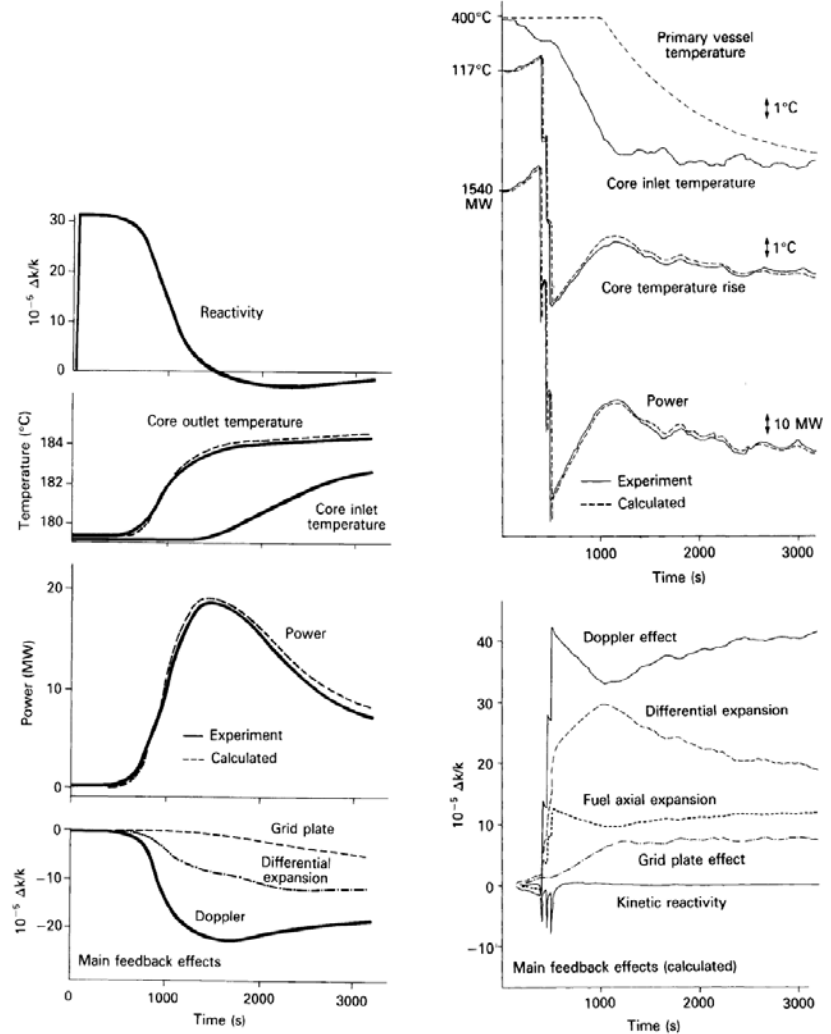 30
20
10
0
10⁻⁵ Δk/k
Reactivity
184
182
180
Temperature (°C)
Core outlet temperature
Core inlet
temperature
20
10
0
Power (MW)
Power
Experiment
Calculated
0
−10
−20
10⁻⁵ Δk/k
Grid plate
Differential
expansion
Doppler
Main feedback effects
0
1000
2000
3000
Time (s)
400°C
117°C
1540
MW
Primary vessel
temperature
1°C
Core inlet temperature
1°C
Core temperature rise
Power
10 MW
Experiment
Calculated
1000
2000
3000
Time (s)
40
30
20
10
0
−10
10⁻⁵ Δk/k
Doppler effect
Differential expansion
Fuel axial expansion
Grid plate effect
Kinetic reactivity
Main feedback effects (calculated)
1000
2000
3000
Time (s)